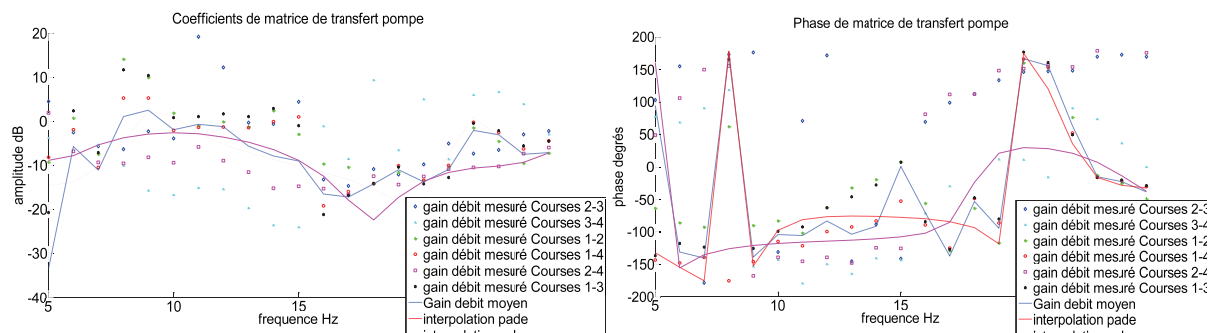 Coefficients de matrice de transfert pompe
20
10
0
-10
-20
-30
-40
amplitude dB
5
10
15
frequence Hz
gain débit mesuré Courses 2-3
gain débit mesuré Courses 3-4
gain débit mesuré Courses 1-2
gain débit mesuré Courses 1-4
gain débit mesuré Courses 2-4
gain débit mesuré Courses 1-3
Gain debit moyen
interpolation pade
Phase de matrice de transfert pompe
200
150
100
50
0
-50
-100
-150
-200
phase degrés
5
10
15
frequence Hz
gain débit mesuré Courses 2-3
gain débit mesuré Courses 3-4
gain débit mesuré Courses 1-2
gain débit mesuré Courses 1-4
gain débit mesuré Courses 2-4
gain débit mesuré Courses 1-3
Gain debit moyen
interpolation pade